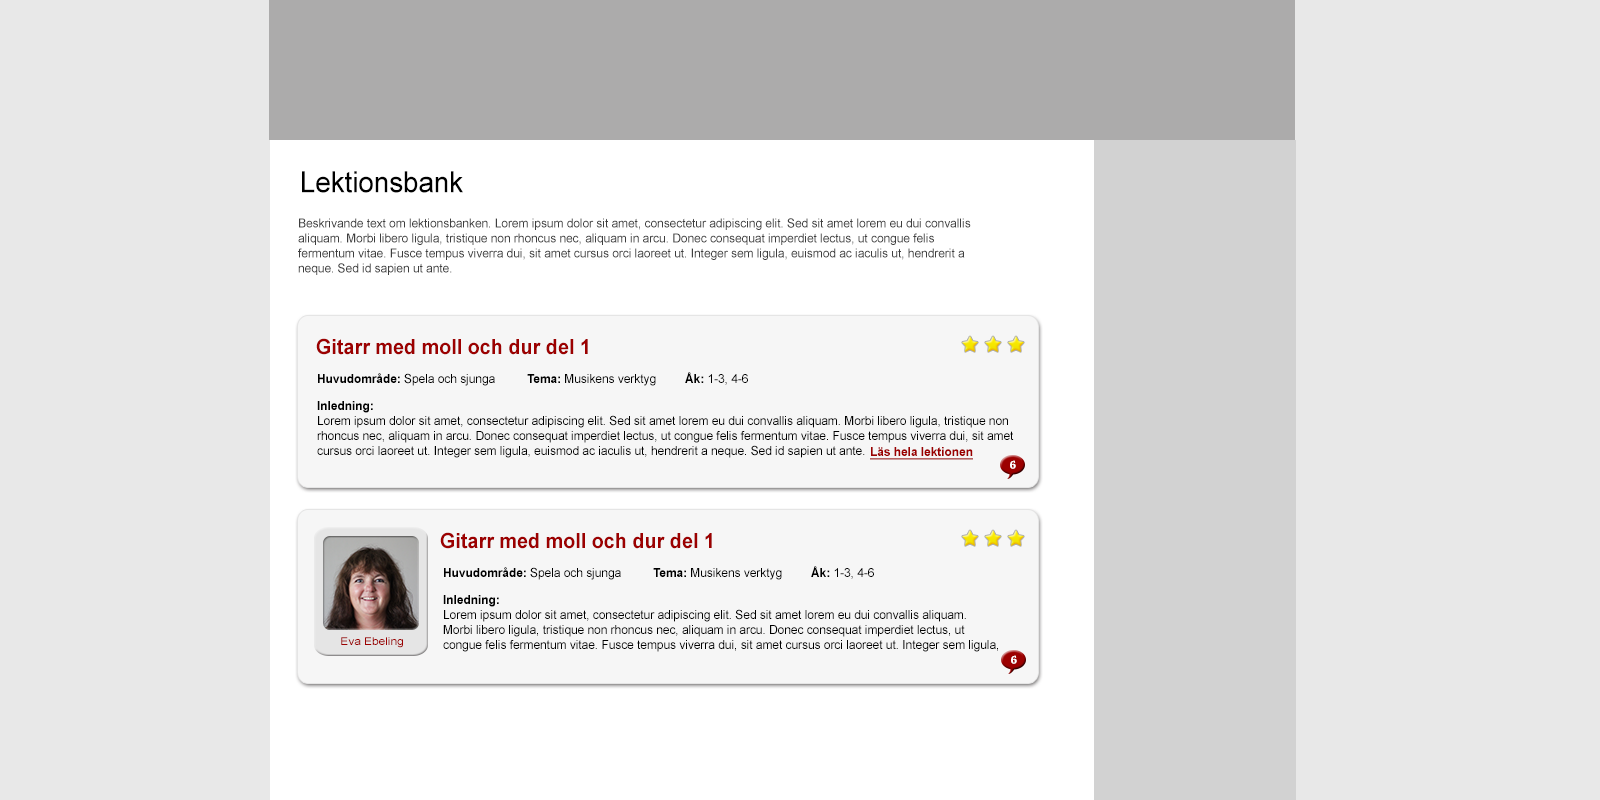 Lektionsbank
Beskrivande text om lektionsbanken. Lorem ipsum dolor sit amet, consectetur adipiscing elit. Sed sit amet lorem eu dui convallis
aliquam. Morbi libero ligula, tristique non rhoncus nec, aliquam in arcu. Donec consequat imperdiet lectus, ut congue felis
fermentum vitae. Fusce tempus viverra dui, sit amet cursus orci laoreet ut. Integer sem ligula, euismod ac iaculis ut, hendrerit a
neque. Sed id sapien ut ante.
Gitarr med moll och dur del 1
Huvudområde: Spela och sjunga Tema: Musikens verktyg Åk: 1-3, 4-6
Inledning:
Lorem ipsum dolor sit amet, consectetur adipiscing elit. Sed sit amet lorem eu dui convallis aliquam. Morbi libero ligula, tristique non
rhoncus nec, aliquam in arcu. Donec consequat imperdiet lectus, ut congue felis fermentum vitae. Fusce tempus viverra dui, sit amet
cursus orci laoreet ut. Integer sem ligula, euismod ac iaculis ut, hendrerit a neque. Sed id sapien ut ante. Läs hela lektionen
6
Gitarr med moll och dur del 1
Huvudområde: Spela och sjunga Tema: Musikens verktyg Åk: 1-3, 4-6
Inledning:
Lorem ipsum dolor sit amet, consectetur adipiscing elit. Sed sit amet lorem eu dui convallis aliquam.
Morbi libero ligula, tristique non rhoncus nec, aliquam in arcu. Donec consequat imperdiet lectus, ut
congue felis fermentum vitae. Fusce tempus viverra dui, sit amet cursus orci laoreet ut. Integer sem ligula,
Eva Ebeling
6